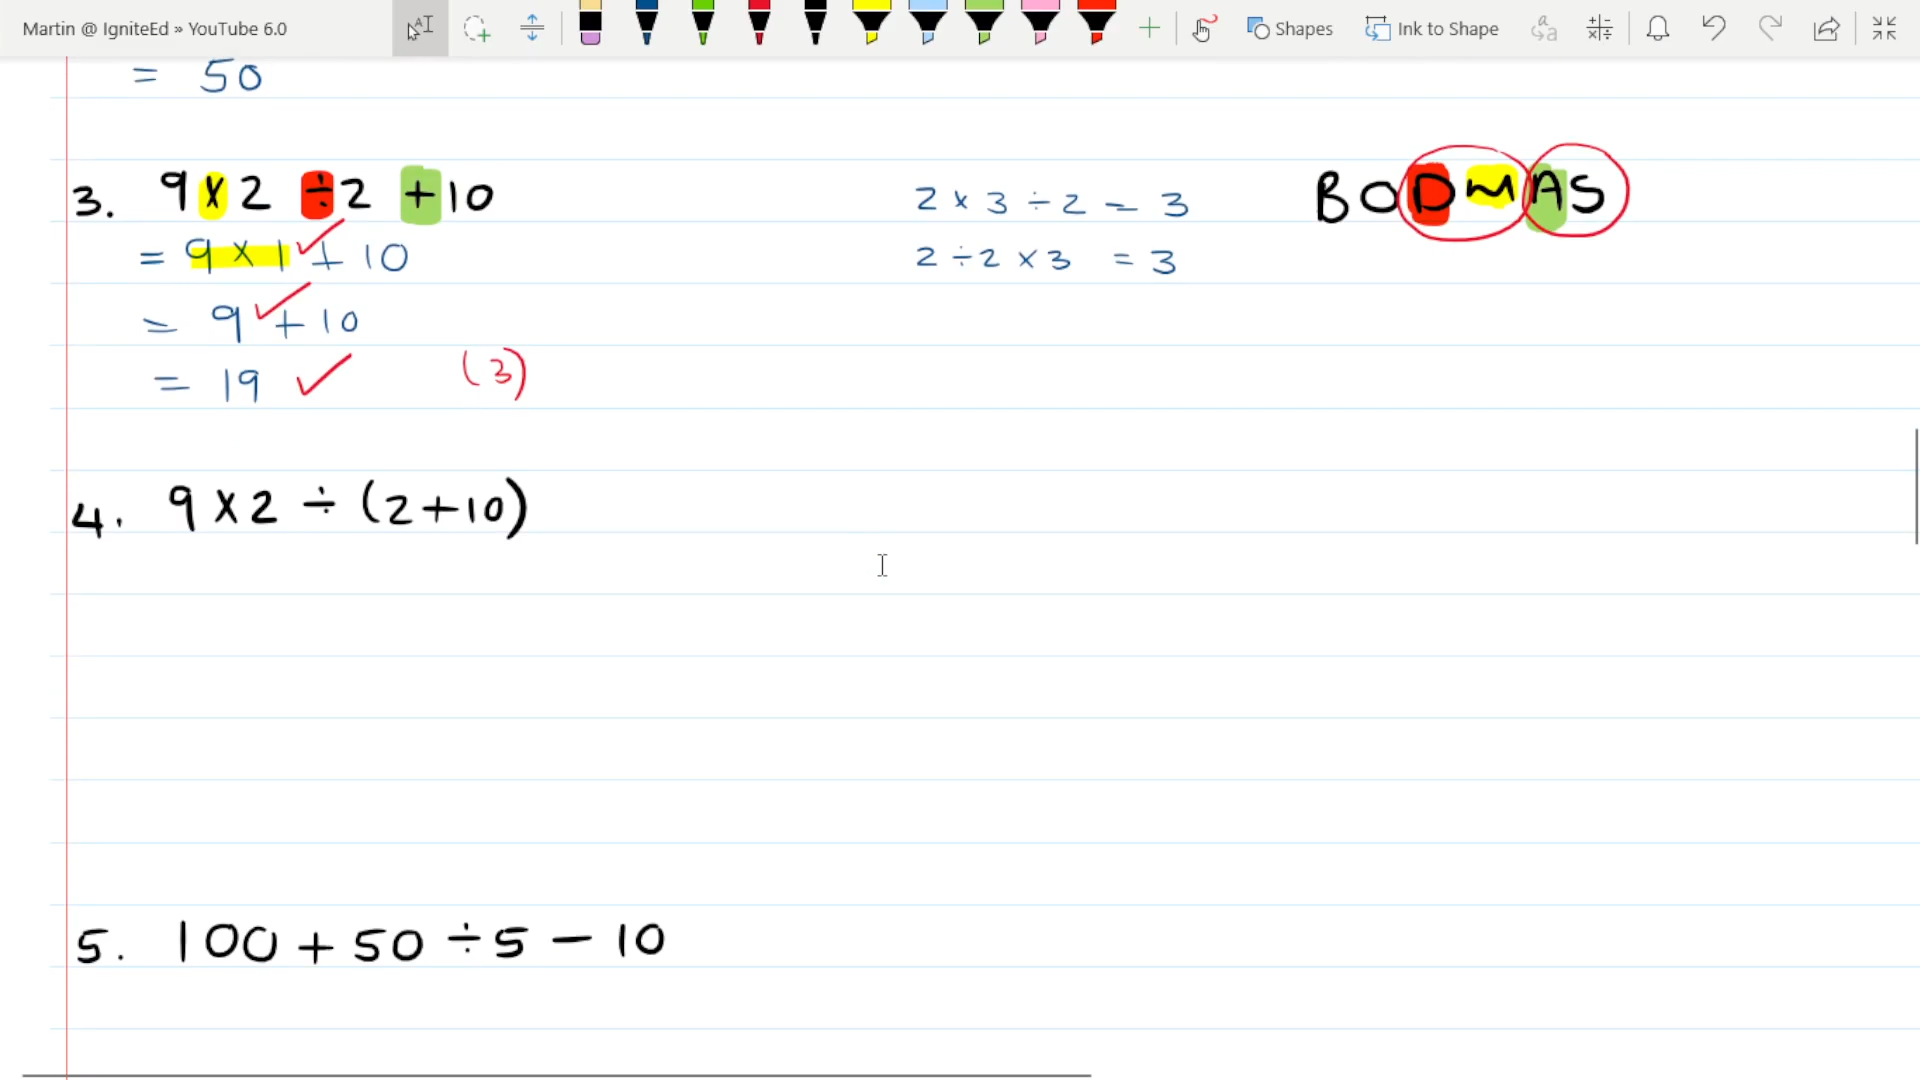 Martin @ IgniteEd » YouTube 6.0
Shapes
Ink to Shape
= 50
3. 9 × 2 ÷ 2 + 10
= 9 × 1 + 10
= 9 + 10
= 19 (3)
2 × 3 ÷ 2 = 3
2 ÷ 2 × 3 = 3
BODMAS
4. 9 × 2 ÷ (2 + 10)
5. 100 + 50 ÷ 5 − 10